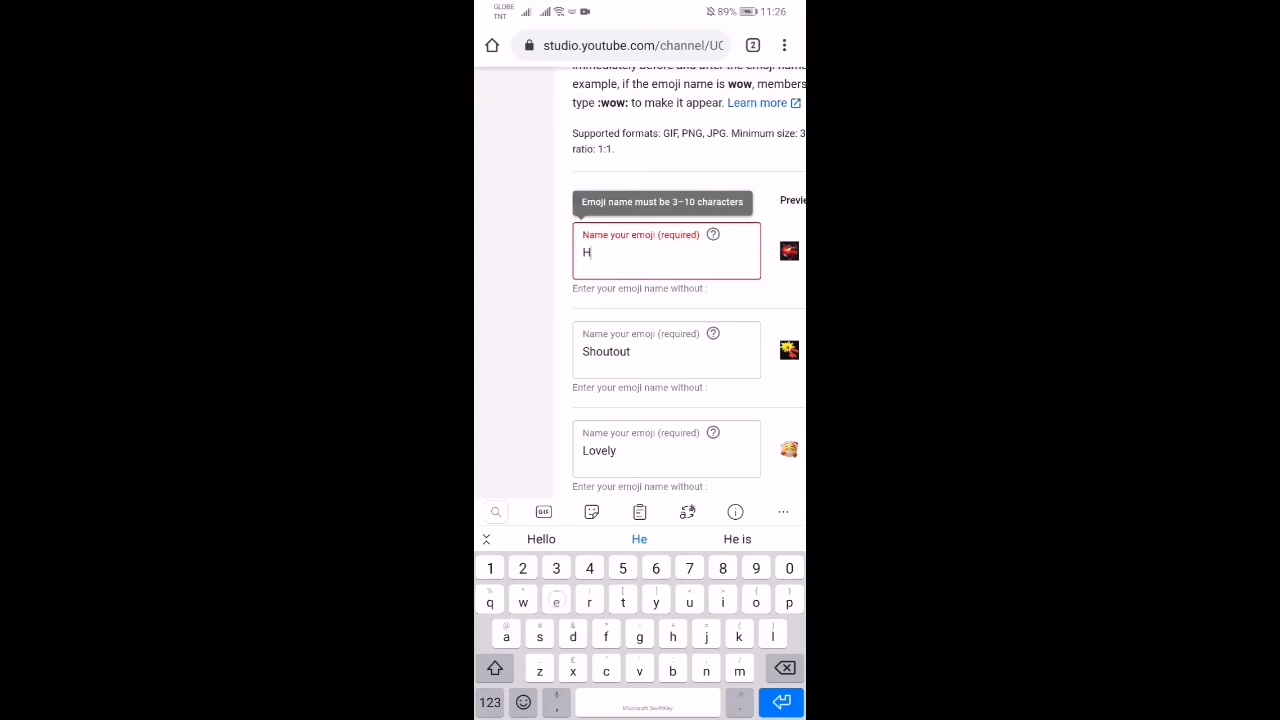 GLOBE
TNT
89% 11:26
studio.youtube.com/channel/UC
2
example, if the emoji name is wow, members
type :wow: to make it appear. Learn more
Supported formats: GIF, PNG, JPG. Minimum size: 3
ratio: 1:1.
Emoji name must be 3–10 characters
Previe
Name your emoji (required) ?
H
Enter your emoji name without :
Name your emoji (required) ?
Shoutout
Enter your emoji name without :
Name your emoji (required) ?
Lovely
Enter your emoji name without :
GIF
Hello He He is
1 2 3 4 5 6 7 8 9 0
q w e r t y u i o p
a s d f g h j k l
z x c v b n m
123 , .
Microsoft SwiftKey